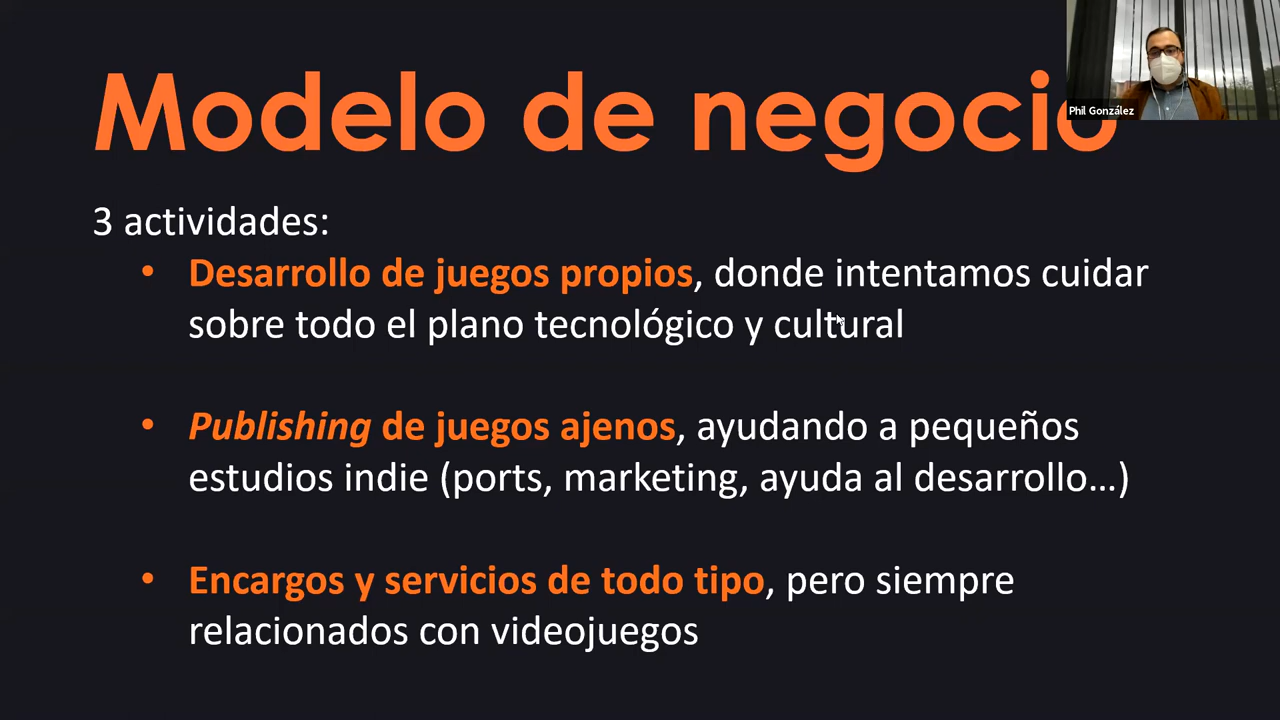 Modelo de negocio
Phil González
3 actividades:
• Desarrollo de juegos propios, donde intentamos cuidar
sobre todo el plano tecnológico y cultural
• Publishing de juegos ajenos, ayudando a pequeños
estudios indie (ports, marketing, ayuda al desarrollo…)
• Encargos y servicios de todo tipo, pero siempre
relacionados con videojuegos